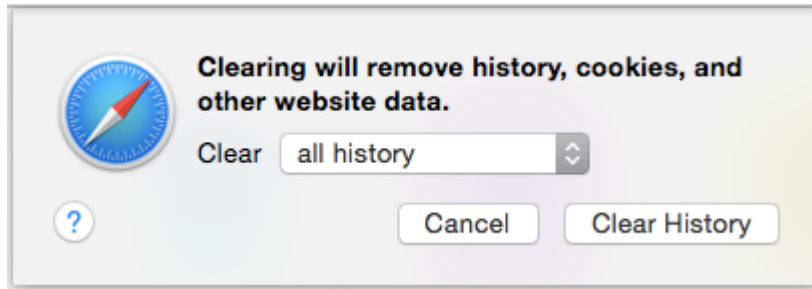 Clearing will remove history, cookies, and
other website data.
Clear all history
?
Cancel Clear History